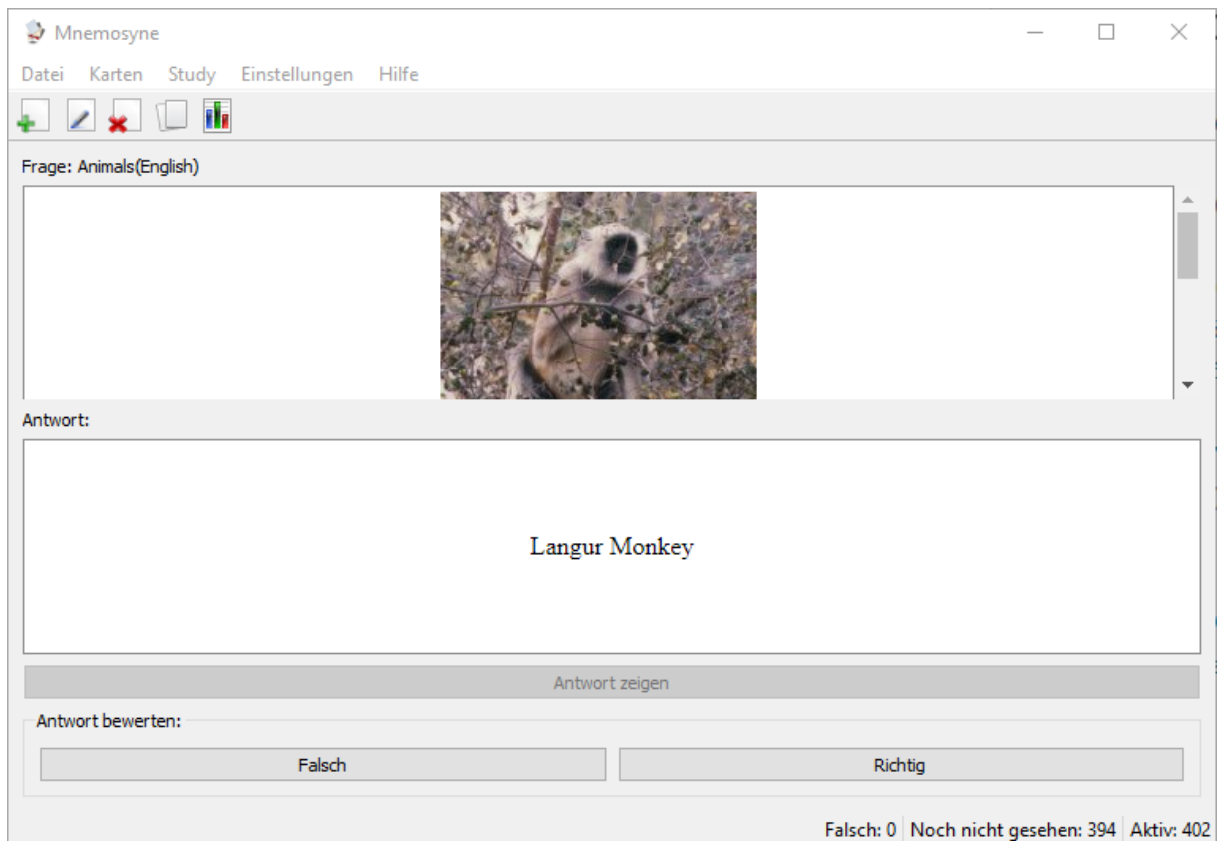 Mnemosyne
Datei Karten Study Einstellungen Hilfe
Frage: Animals(English)
Antwort:
Langur Monkey
Antwort zeigen
Antwort bewerten:
Falsch Richtig
Falsch: 0 Noch nicht gesehen: 394 Aktiv: 402